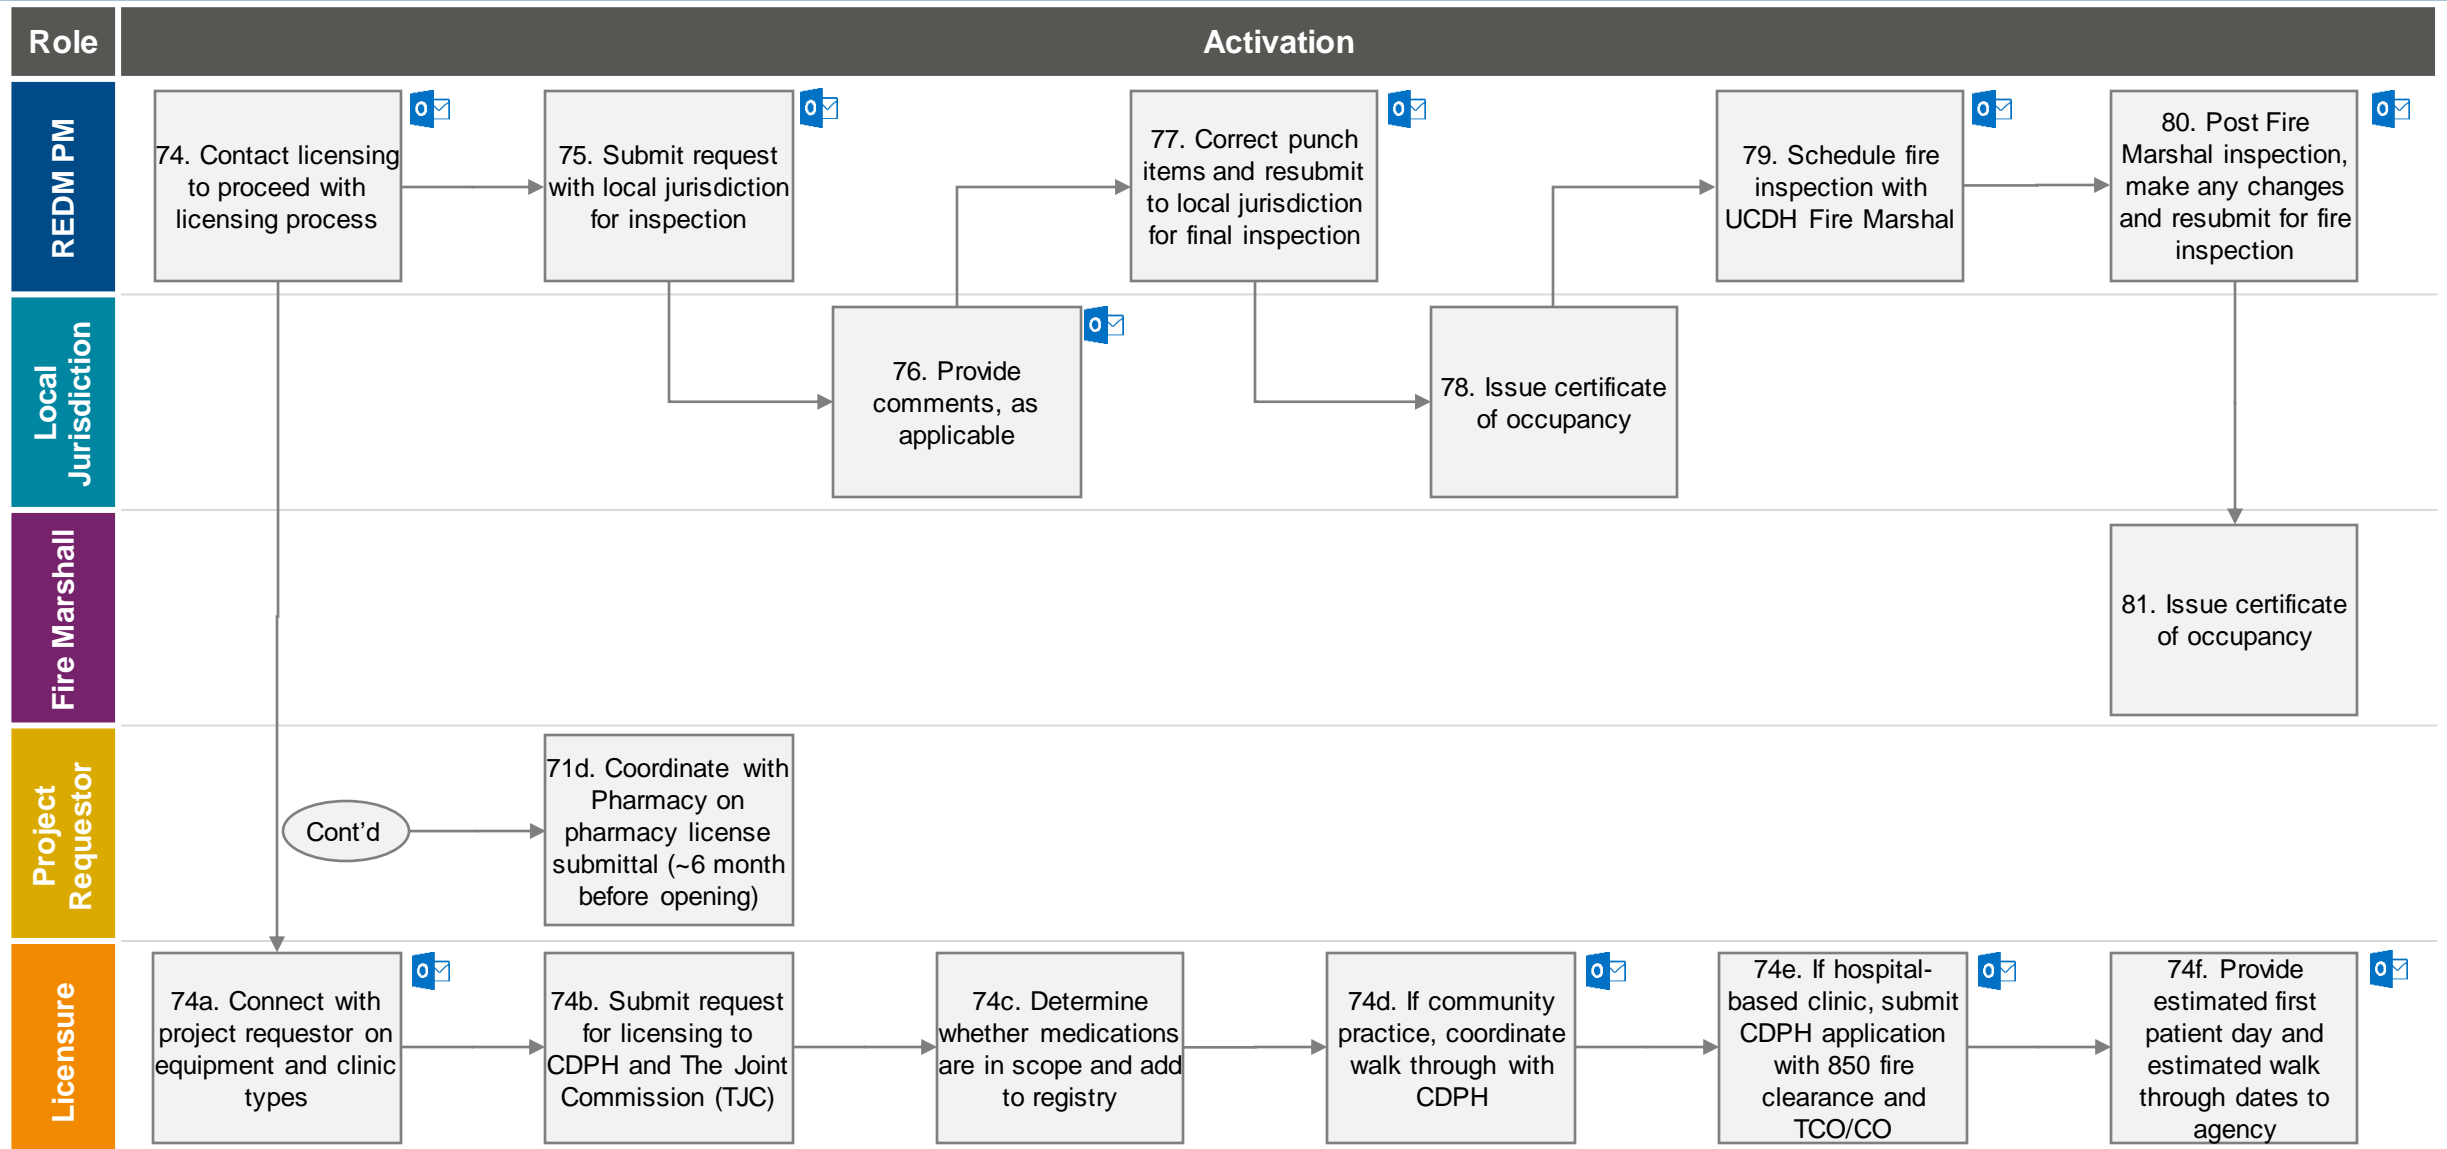 Role
Activation
REDM PM
74. Contact licensing
to proceed with
licensing process
75. Submit request
with local jurisdiction
for inspection
77. Correct punch
items and resubmit
to local jurisdiction
for final inspection
79. Schedule fire
inspection with
UCDH Fire Marshal
80. Post Fire
Marshal inspection,
make any changes
and resubmit for fire
inspection
Local
Jurisdiction
76. Provide
comments, as
applicable
78. Issue certificate
of occupancy
Fire Marshall
81. Issue certificate
of occupancy
Project
Requestor
Cont’d
71d. Coordinate with
Pharmacy on
pharmacy license
submittal (~6 month
before opening)
Licensure
74a. Connect with
project requestor on
equipment and clinic
types
74b. Submit request
for licensing to
CDPH and The Joint
Commission (TJC)
74c. Determine
whether medications
are in scope and add
to registry
74d. If community
practice, coordinate
walk through with
CDPH
74e. If hospital-
based clinic, submit
CDPH application
with 850 fire
clearance and
TCO/CO
74f. Provide
estimated first
patient day and
estimated walk
through dates to
agency